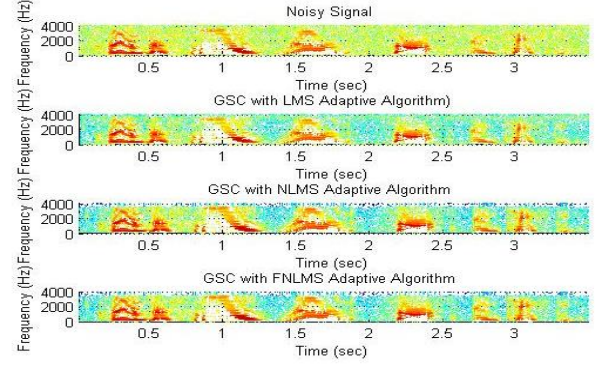 Noisy Signal
Frequency (Hz)
4000
2000
0
0.5 1 1.5 2 2.5 3
Time (sec)
GSC with LMS Adaptive Algorithm)
Frequency (Hz)
4000
2000
0
0.5 1 1.5 2 2.5 3
Time (sec)
GSC with NLMS Adaptive Algorithm
Frequency (Hz)
4000
2000
0
0.5 1 1.5 2 2.5 3
Time (sec)
GSC with FNLMS Adaptive Algorithm
Frequency (Hz)
4000
2000
0
0.5 1 1.5 2 2.5 3
Time (sec)